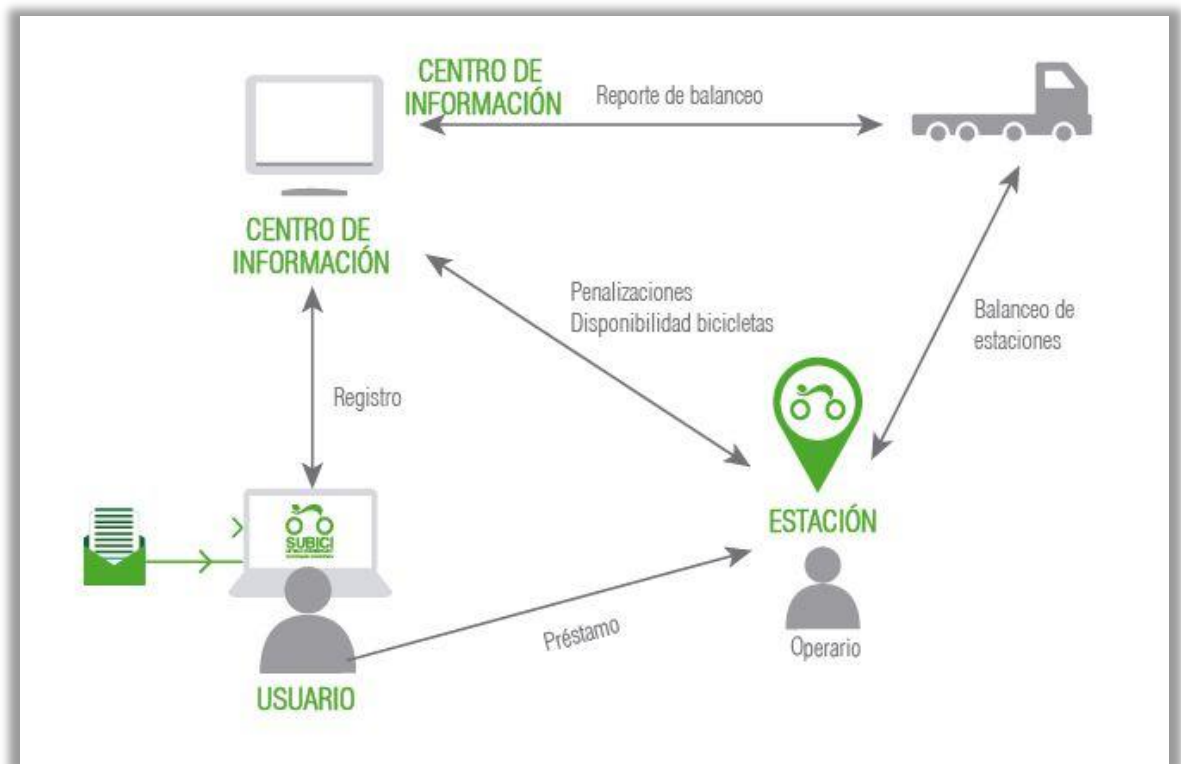 CENTRO DE
INFORMACIÓN
Reporte de balanceo
CENTRO DE
INFORMACIÓN
Penalizaciones
Disponibilidad bicicletas
Balanceo de
estaciones
Registro
SUBICI
ESTACIÓN
Préstamo
Operario
USUARIO